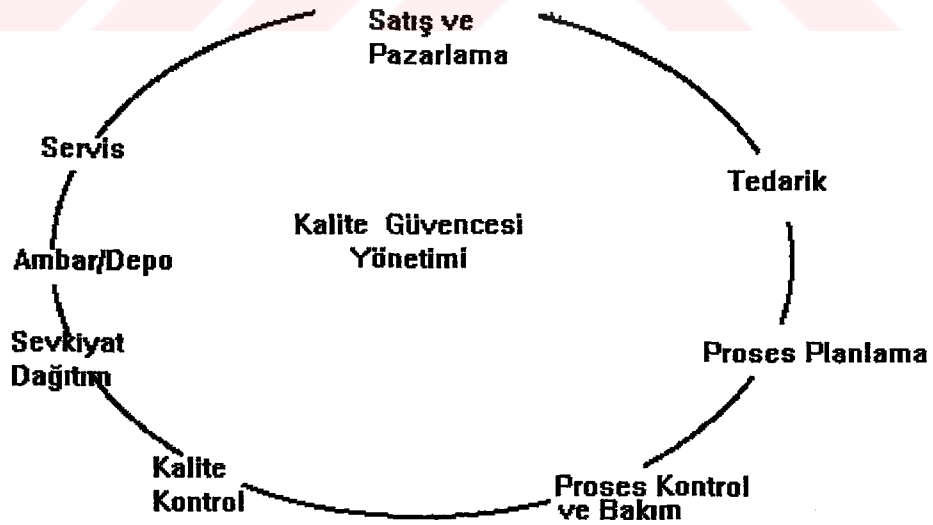 Satış ve
Pazarlama
Servis
Tedarik
Kalite Güvencesi
Yönetimi
Ambar/Depo
Sevkiyat
Dağıtım
Proses Planlama
Kalite
Kontrol
Proses Kontrol
ve Bakım